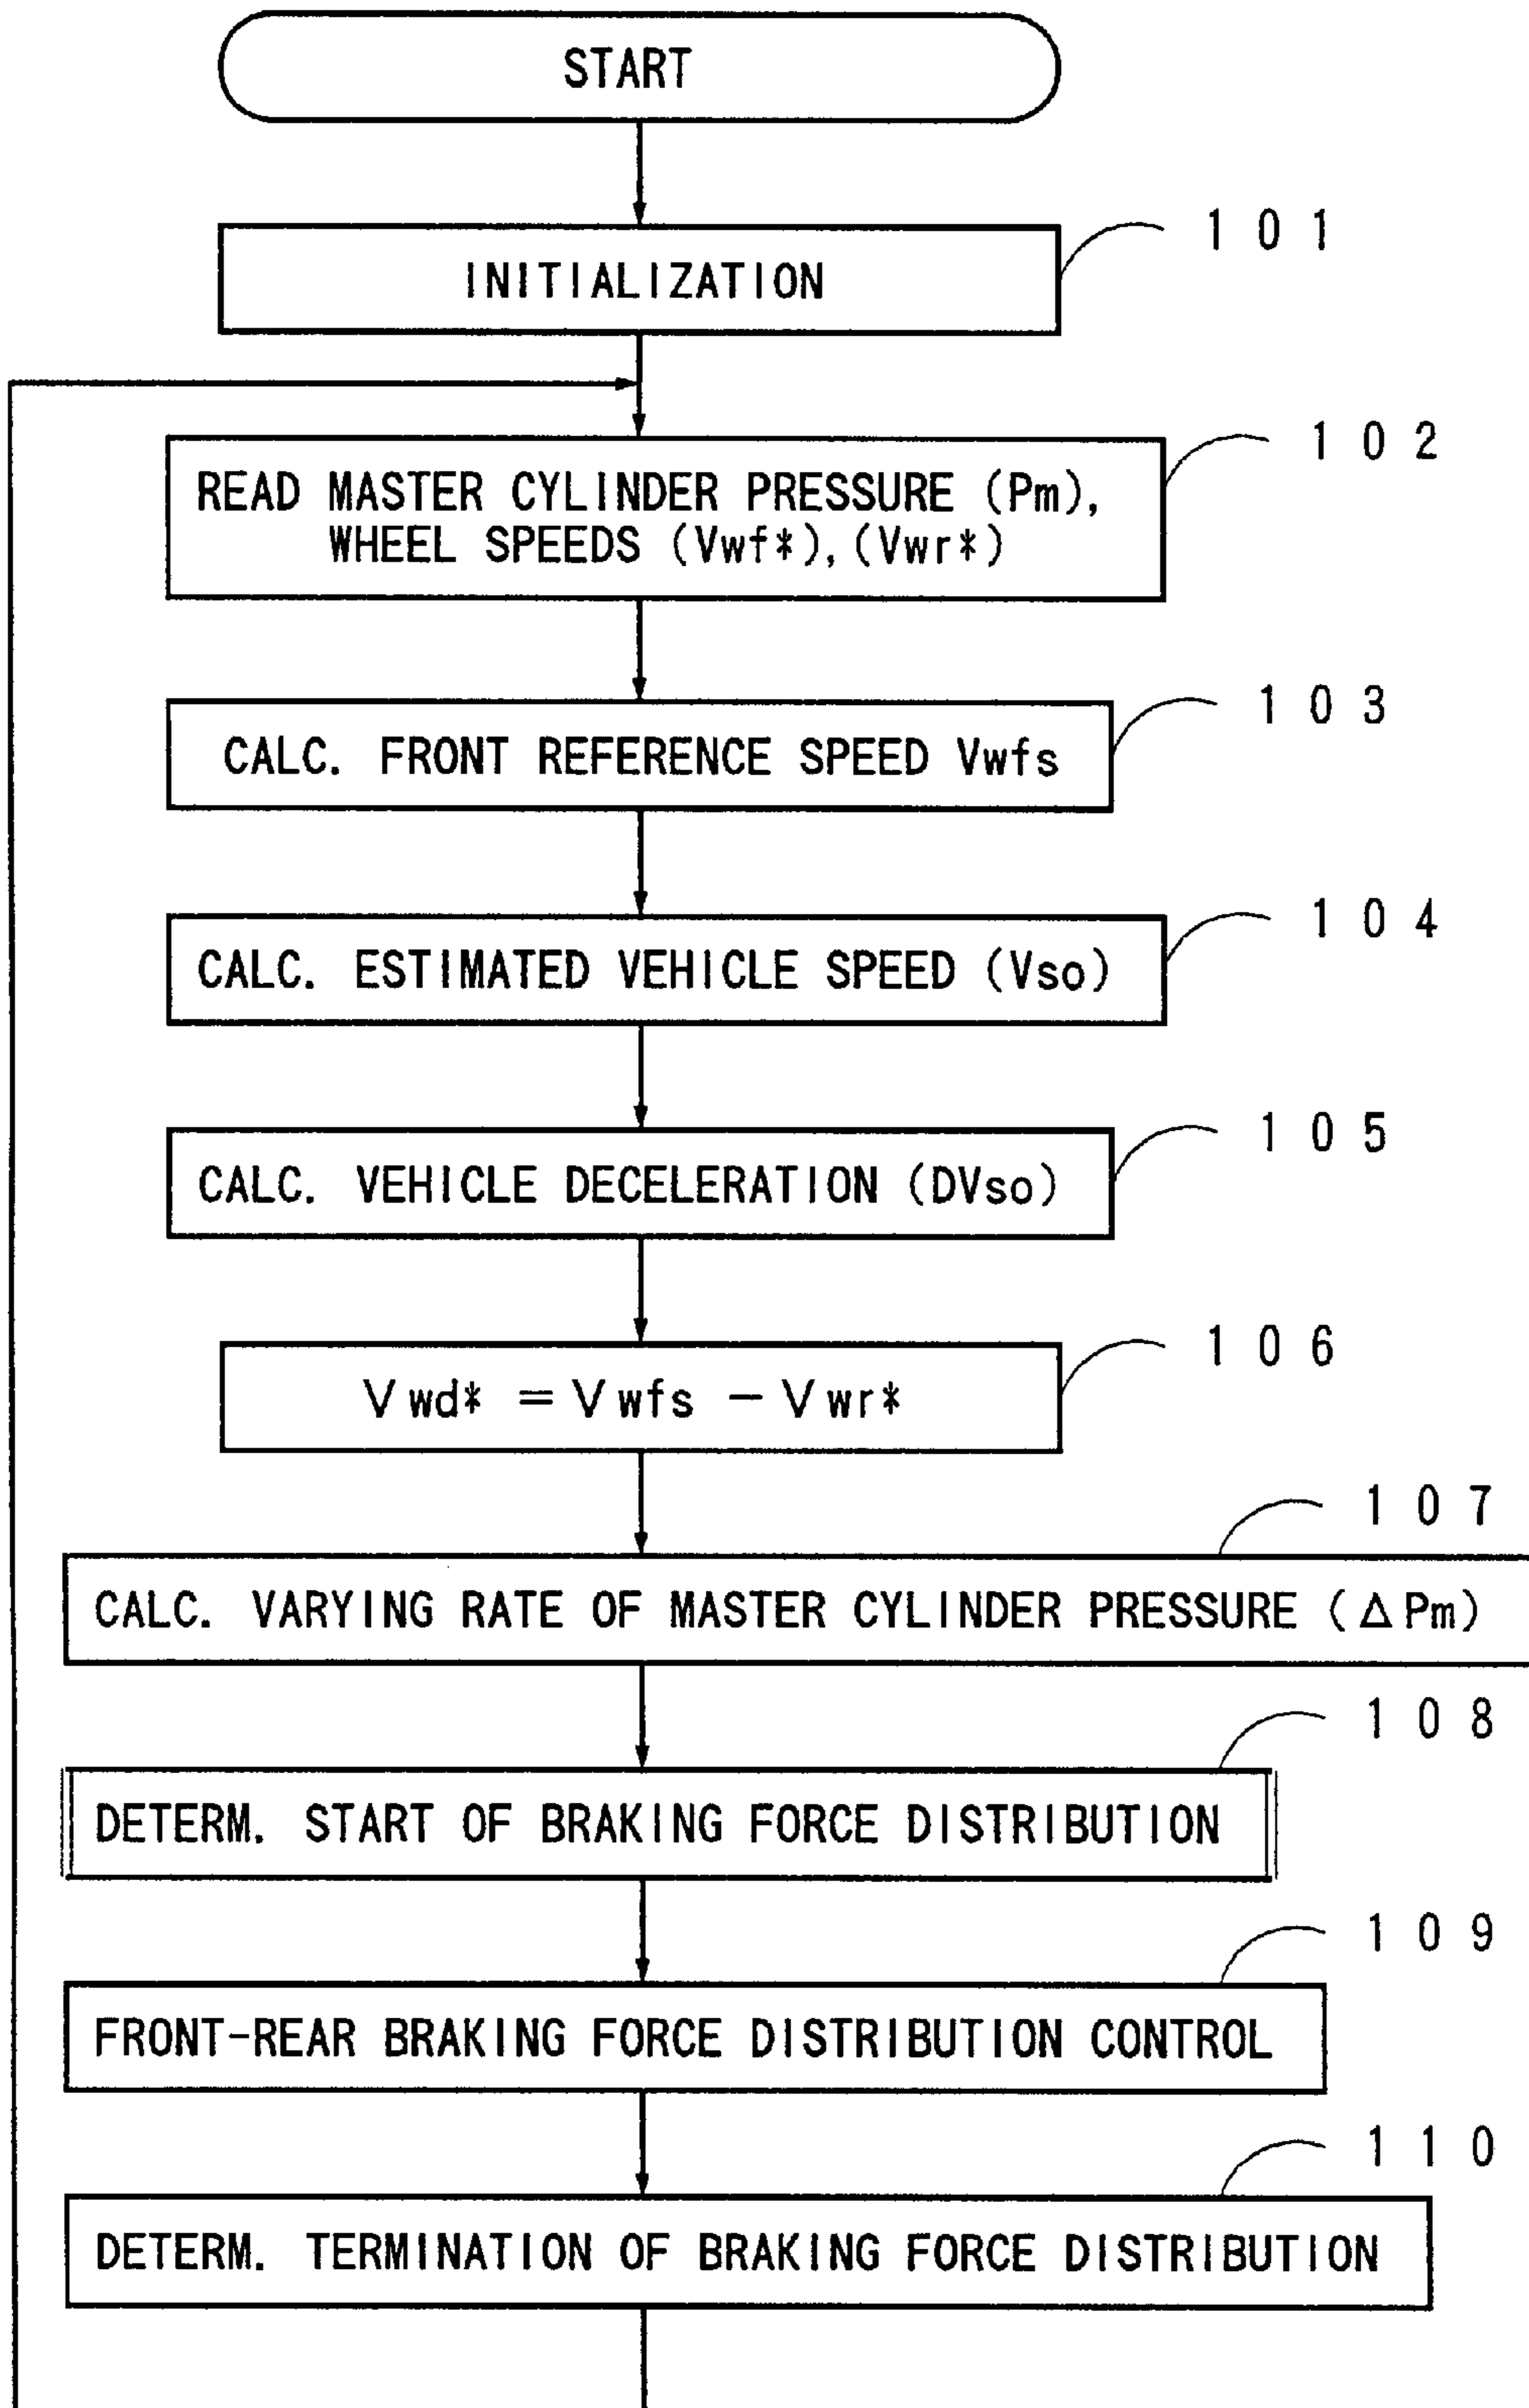 START
101
INITIALIZATION
102
READ MASTER CYLINDER PRESSURE (Pm),
WHEEL SPEEDS (Vwf*), (Vwr*)
103
CALC. FRONT REFERENCE SPEED Vwfs
104
CALC. ESTIMATED VEHICLE SPEED (Vso)
105
CALC. VEHICLE DECELERATION (DVso)
106
Vwd* = Vwfs − Vwr*
107
CALC. VARYING RATE OF MASTER CYLINDER PRESSURE (ΔPm)
108
DETERM. START OF BRAKING FORCE DISTRIBUTION
109
FRONT-REAR BRAKING FORCE DISTRIBUTION CONTROL
110
DETERM. TERMINATION OF BRAKING FORCE DISTRIBUTION